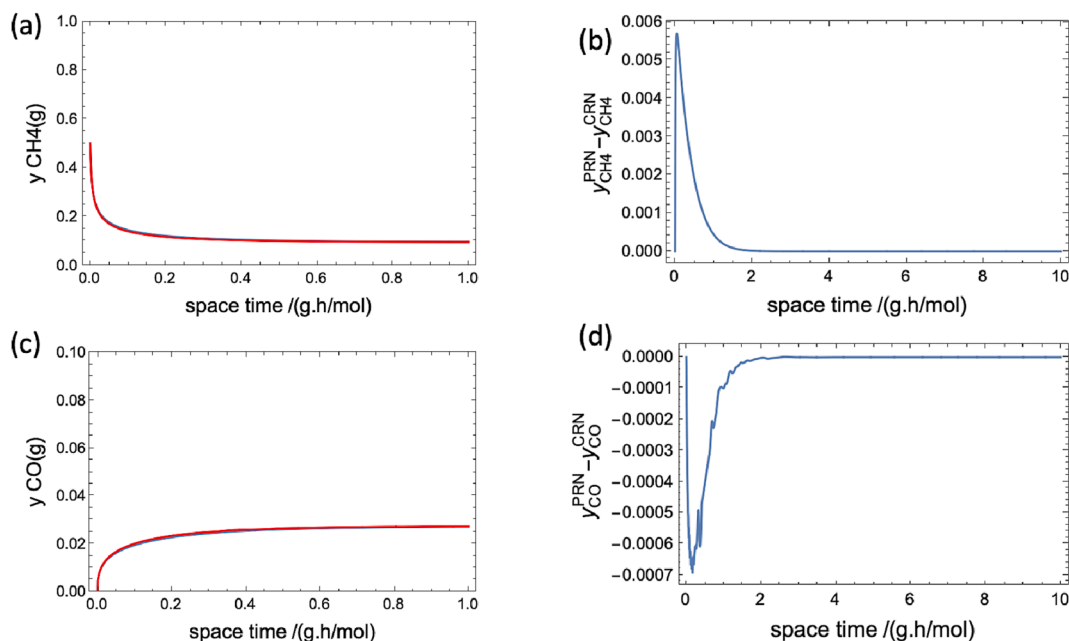 (a)
1.0
0.8
0.6
0.4
0.2
0.0
y CH4(g)
0.0 0.2 0.4 0.6 0.8 1.0
space time /(g.h/mol)
(b)
0.006
0.005
0.004
0.003
0.002
0.001
0.000
y^PRN_CH4 − y^CRN_CH4
0 2 4 6 8 10
space time /(g.h/mol)
(c)
0.10
0.08
0.06
0.04
0.02
0.00
y CO(g)
0.0 0.2 0.4 0.6 0.8 1.0
space time /(g.h/mol)
(d)
0.0000
−0.0001
−0.0002
−0.0003
−0.0004
−0.0005
−0.0006
−0.0007
y^PRN_CO − y^CRN_CO
0 2 4 6 8 10
space time /(g.h/mol)